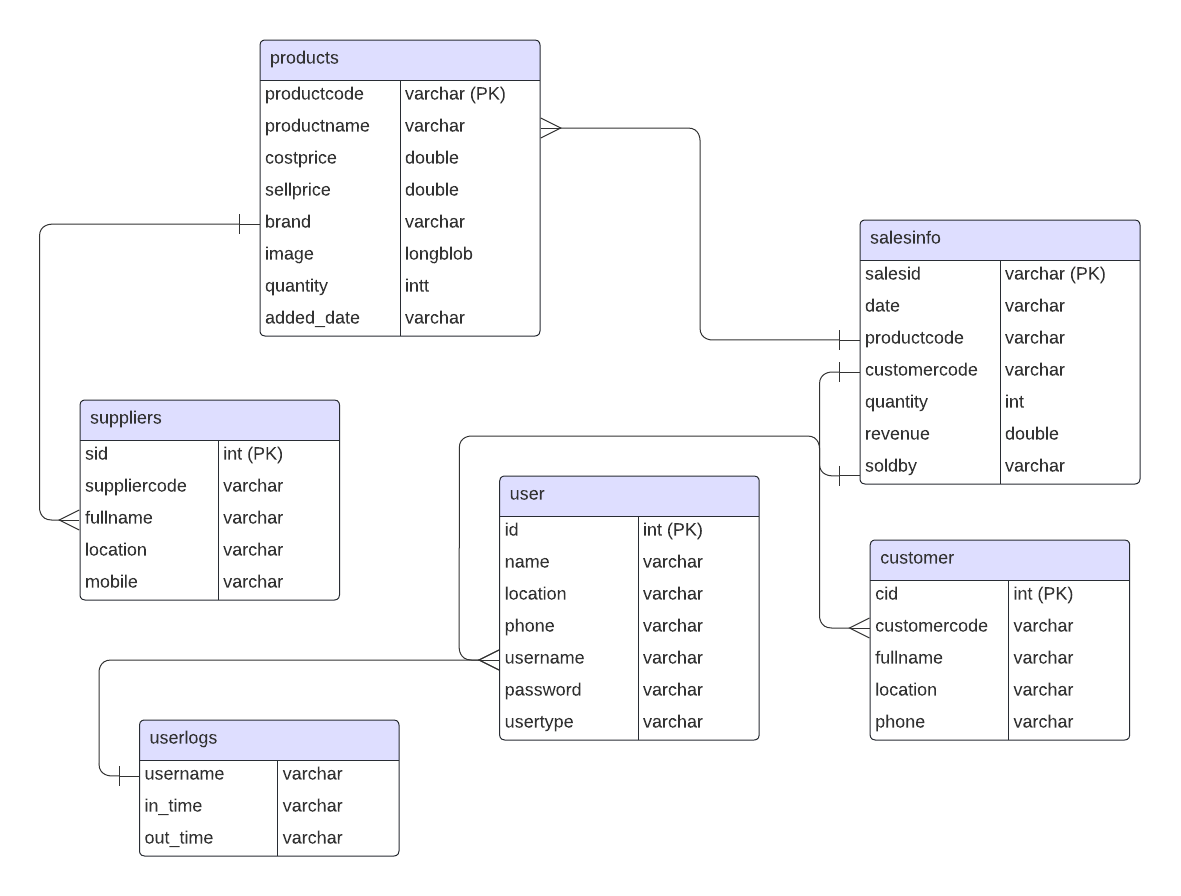 products
productcode varchar (PK)
productname varchar
costprice double
sellprice double
brand varchar
image longblob
quantity intt
added_date varchar
salesinfo
salesid varchar (PK)
date varchar
productcode varchar
customercode varchar
quantity int
revenue double
soldby varchar
suppliers
sid int (PK)
suppliercode varchar
fullname varchar
location varchar
mobile varchar
user
id int (PK)
name varchar
location varchar
phone varchar
username varchar
password varchar
usertype varchar
customer
cid int (PK)
customercode varchar
fullname varchar
location varchar
phone varchar
userlogs
username varchar
in_time varchar
out_time varchar